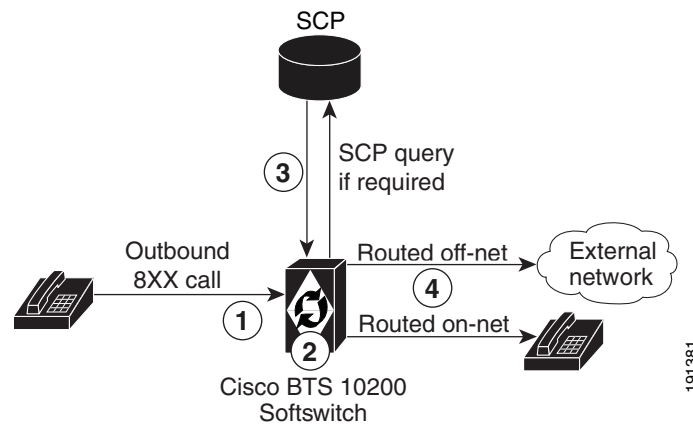 SCP
3
SCP query
if required
Outbound
8XX call
1
2
Routed off-net
4
Routed on-net
External
network
Cisco BTS 10200
Softswitch
191381